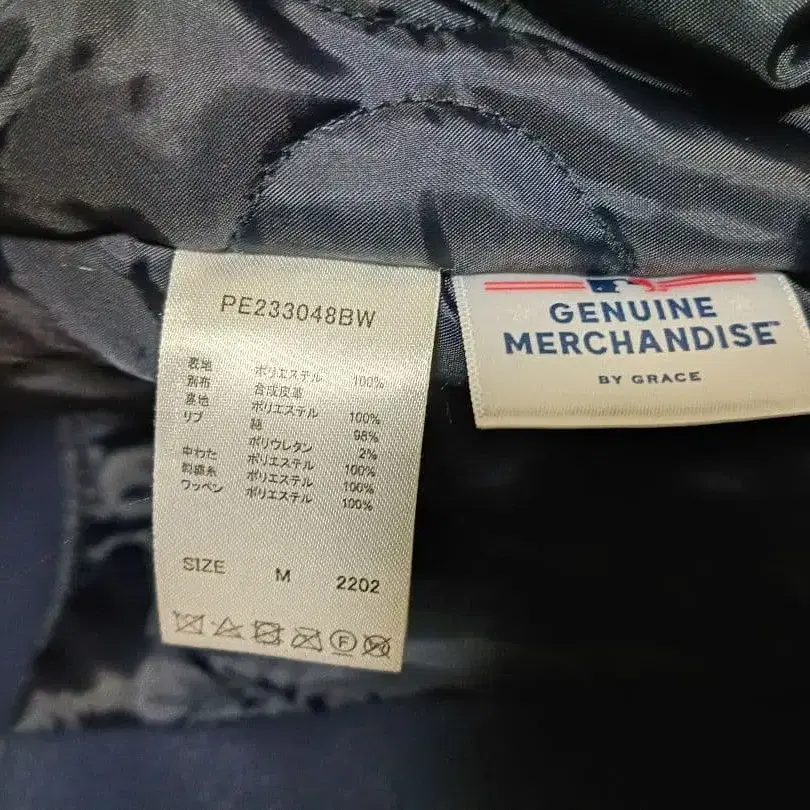 PE233048BW
表地 ポリエステル 100%
別布 合成皮革
裏地 ポリエステル 100%
リブ 綿 98%
ポリウレタン 2%
中わた ポリエステル 100%
刺繍糸 ポリエステル 100%
ワッペン ポリエステル 100%
SIZE M 2202
F
GENUINE
MERCHANDISE™
BY GRACE